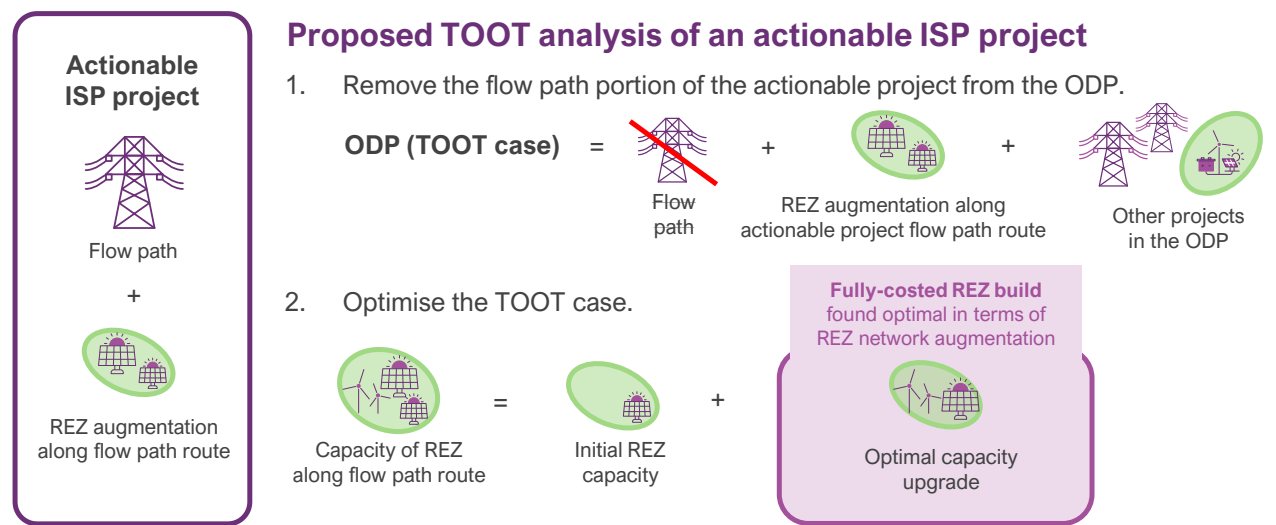 Actionable
ISP project
Flow path
+
REZ augmentation
along flow path route
Proposed TOOT analysis of an actionable ISP project
1. Remove the flow path portion of the actionable project from the ODP.
ODP (TOOT case) = + +
Flow
path
REZ augmentation along
actionable project flow path route
Other projects
in the ODP
2. Optimise the TOOT case.
Fully-costed REZ build
found optimal in terms of
REZ network augmentation
= +
Capacity of REZ
along flow path route
Initial REZ
capacity
Optimal capacity
upgrade